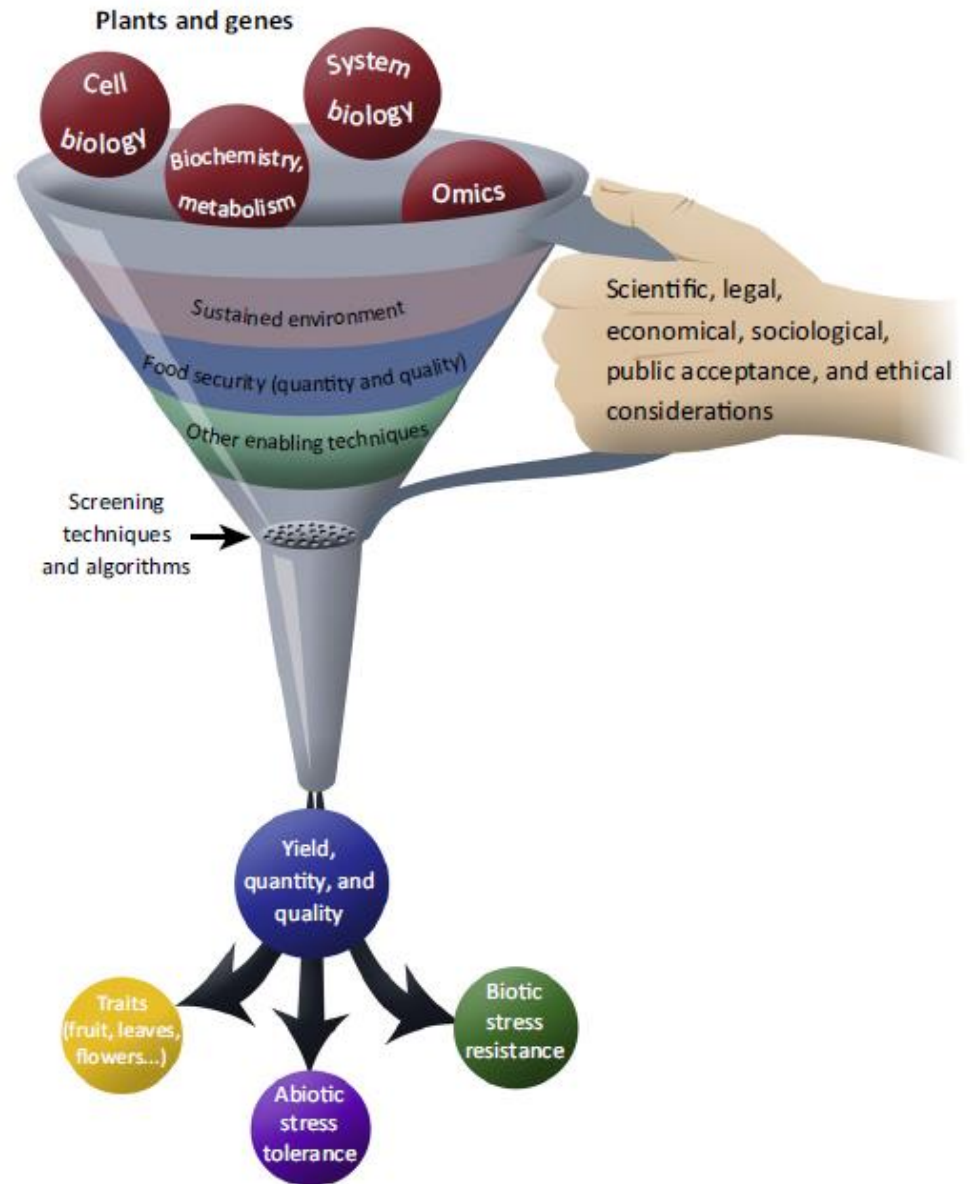 Plants and genes
Cell
biology
System
biology
Biochemistry,
metabolism
Omics
Sustained environment
Food security (quantity and quality)
Other enabling techniques
Scientific, legal,
economical, sociological,
public acceptance, and ethical
considerations
Screening
techniques
and algorithms
Yield,
quantity, and
quality
Traits
(fruit, leaves,
flowers...)
Biotic
stress
resistance
Abiotic
stress
tolerance